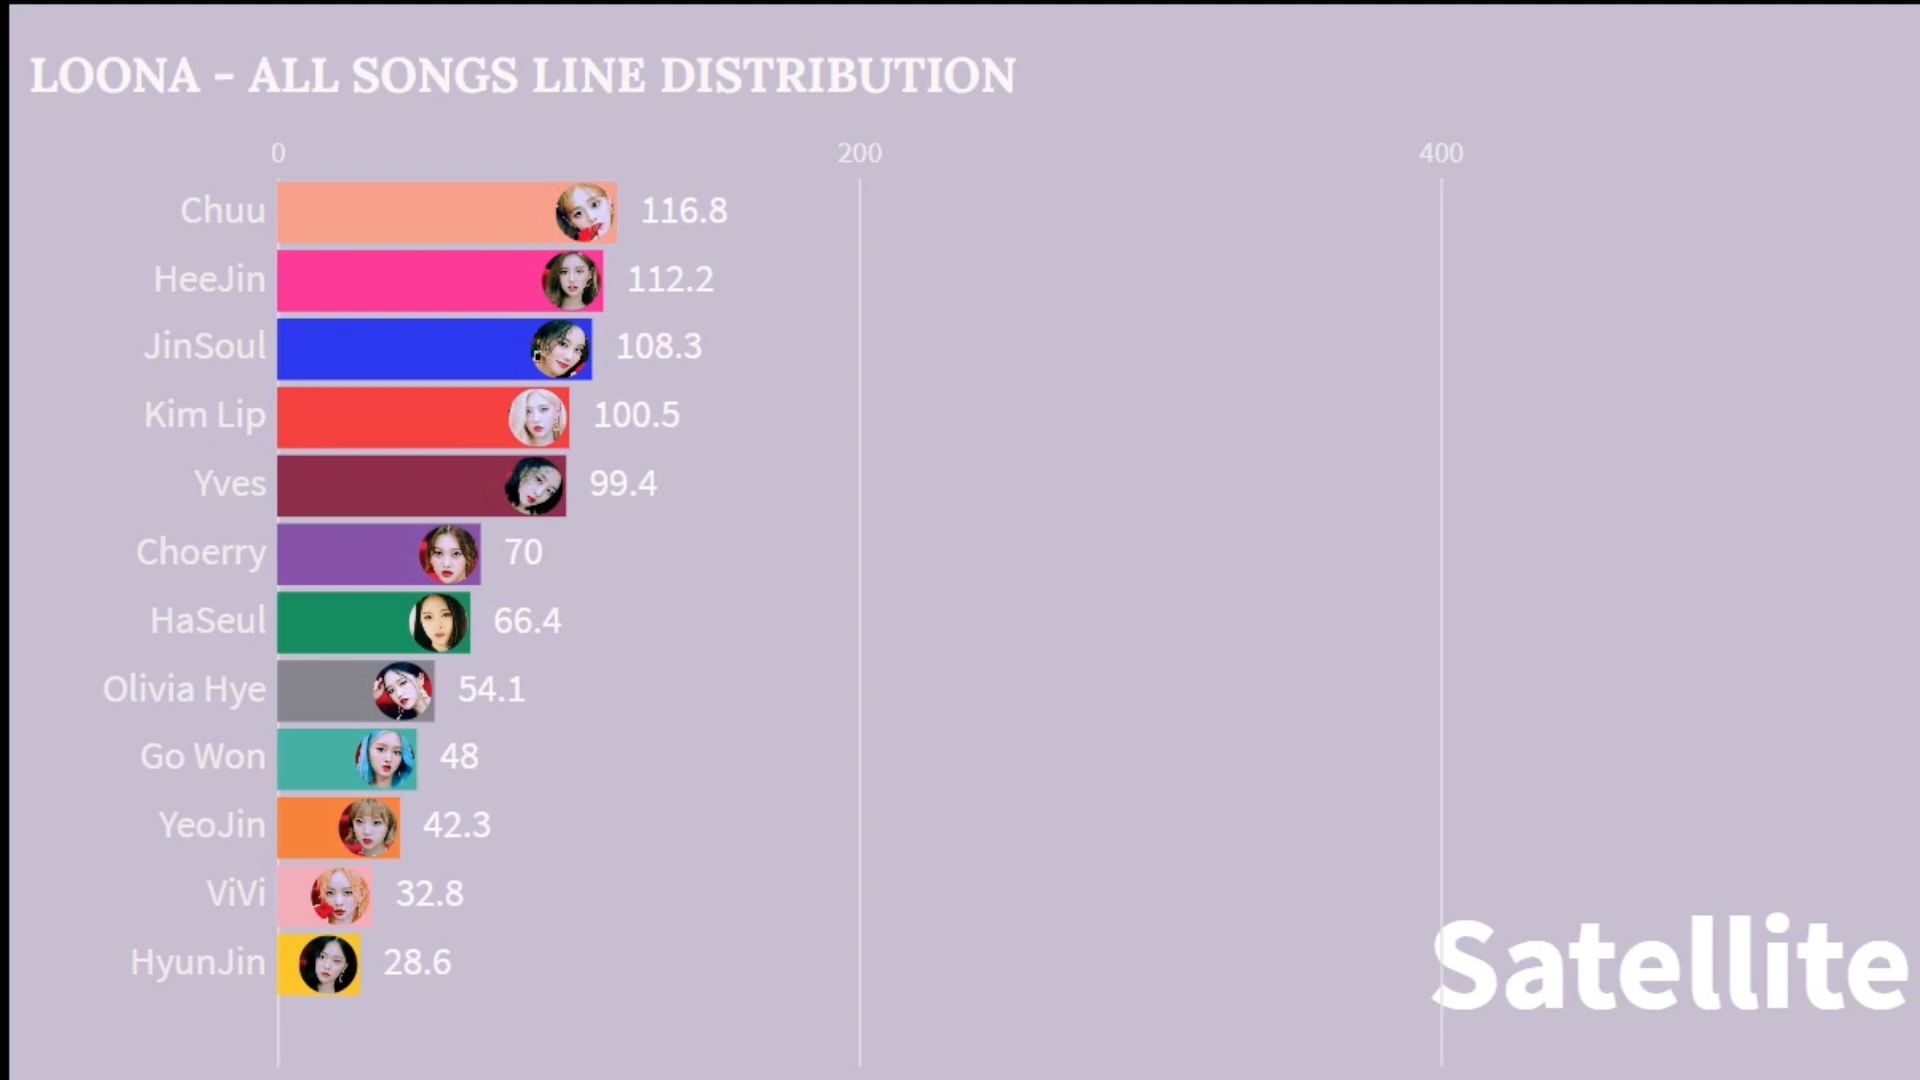 LOONA - ALL SONGS LINE DISTRIBUTION
0 200 400
Chuu 116.8
HeeJin 112.2
JinSoul 108.3
Kim Lip 100.5
Yves 99.4
Choerry 70
HaSeul 66.4
Olivia Hye 54.1
Go Won 48
YeoJin 42.3
ViVi 32.8
HyunJin 28.6
Satellite